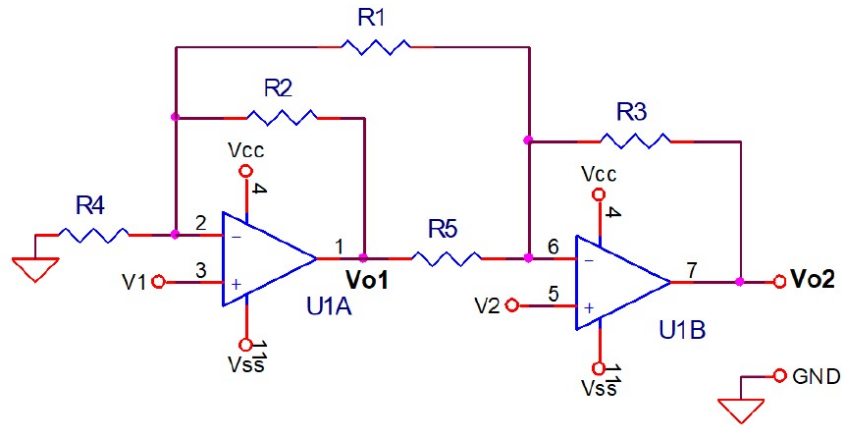 R1
R2
R3
Vcc
4
Vcc
4
R4
2
1
R5
6
7
V1
3
Vo1
V2
5
Vo2
U1A
U1B
Vss
11
Vss
11
GND